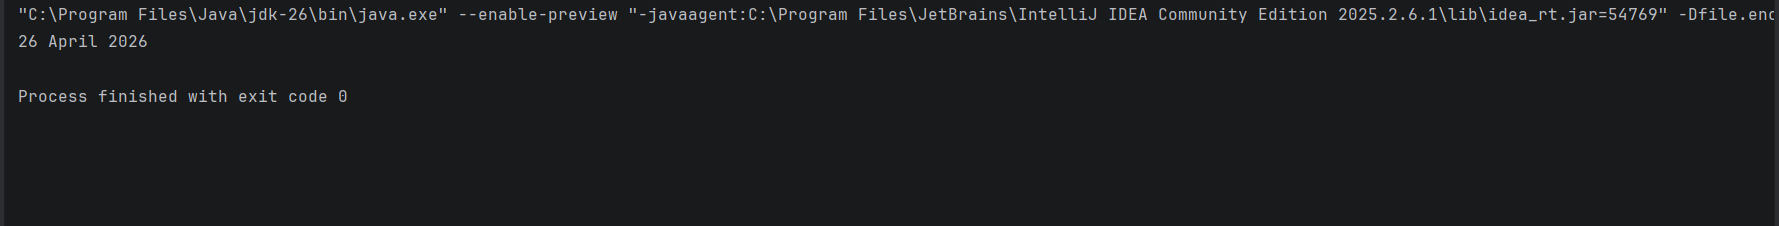 "C:\Program Files\Java\jdk-26\bin\java.exe" --enable-preview "-javaagent:C:\Program Files\JetBrains\IntelliJ IDEA Community Edition 2025.2.6.1\lib\idea_rt.jar=54769" -Dfile.enc
26 April 2026
Process finished with exit code 0